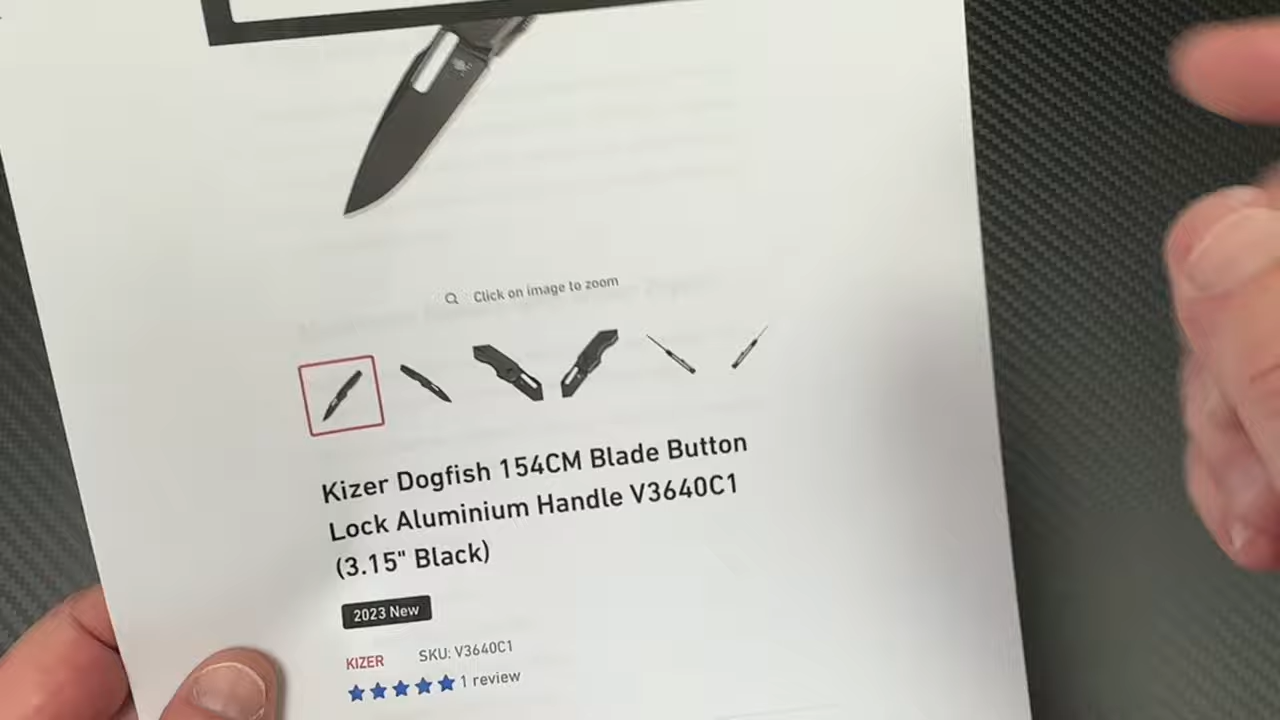 Click on image to zoom
Kizer Dogfish 154CM Blade Button
Lock Aluminium Handle V3640C1
(3.15" Black)
2023 New
KIZER SKU: V3640C1
1 review